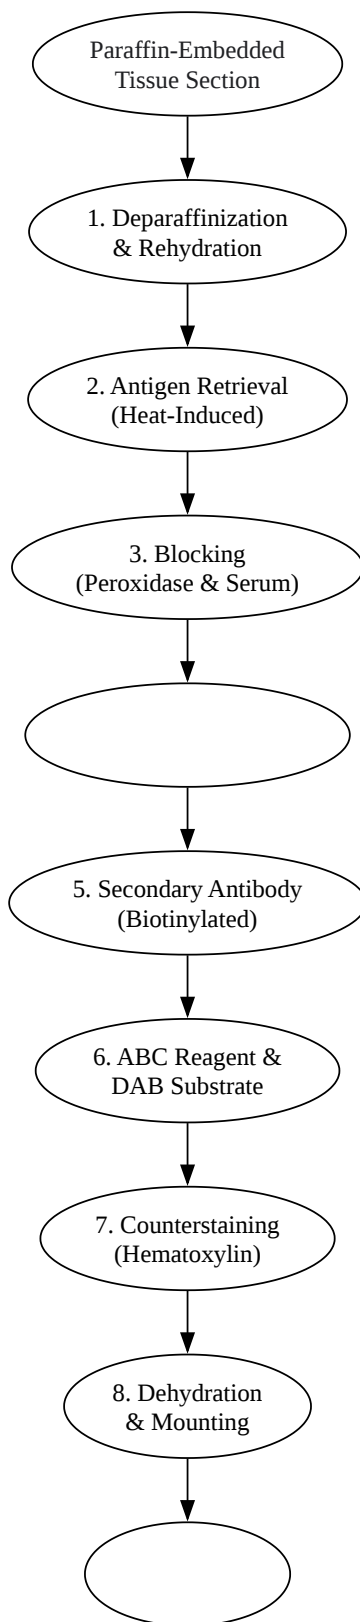 Paraffin-Embedded
Tissue Section
1. Deparaffinization
& Rehydration
2. Antigen Retrieval
(Heat-Induced)
3. Blocking
(Peroxidase & Serum)
5. Secondary Antibody
(Biotinylated)
6. ABC Reagent &
DAB Substrate
7. Counterstaining
(Hematoxylin)
8. Dehydration
& Mounting